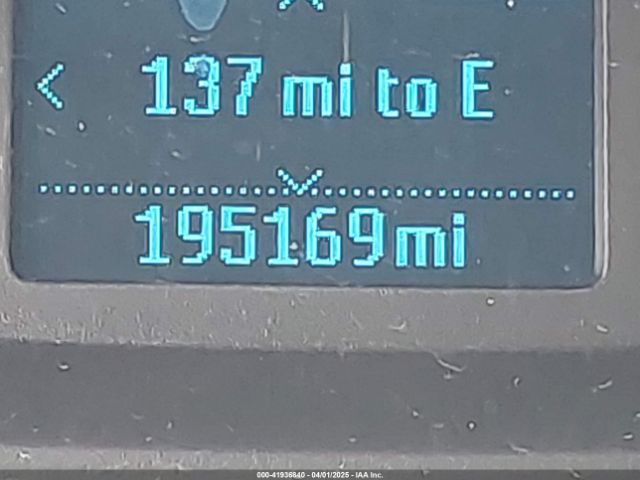 137 mi to E
195169mi
000-41936840 - 04/01/2025 - IAA Inc.